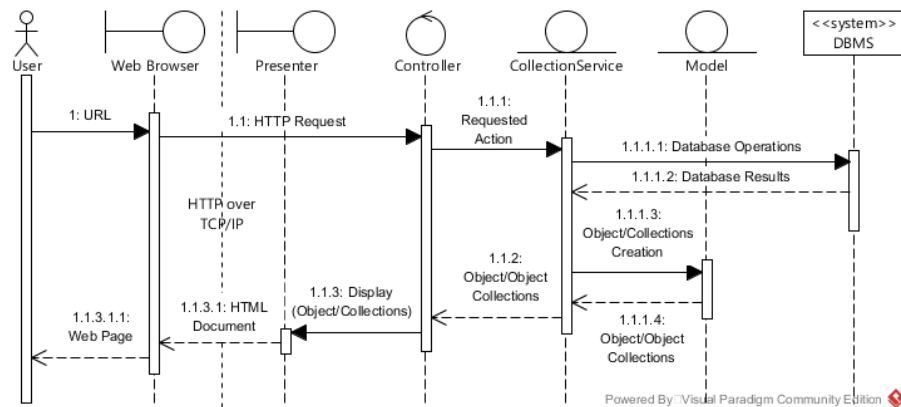 <<system>>
DBMS
User
Web Browser
Presenter
Controller
CollectionService
Model
1: URL
1.1: HTTP Request
1.1.1:
Requested
Action
1.1.1.1: Database Operations
1.1.1.2: Database Results
HTTP over
TCP/IP
1.1.1.3:
Object/Collections
Creation
1.1.2:
Object/Object
Collections
1.1.3: Display
(Object/Collections)
1.1.3.1: HTML
Document
1.1.3.1.1:
Web Page
1.1.1.4:
Object/Object
Collections
Powered By Visual Paradigm Community Edition